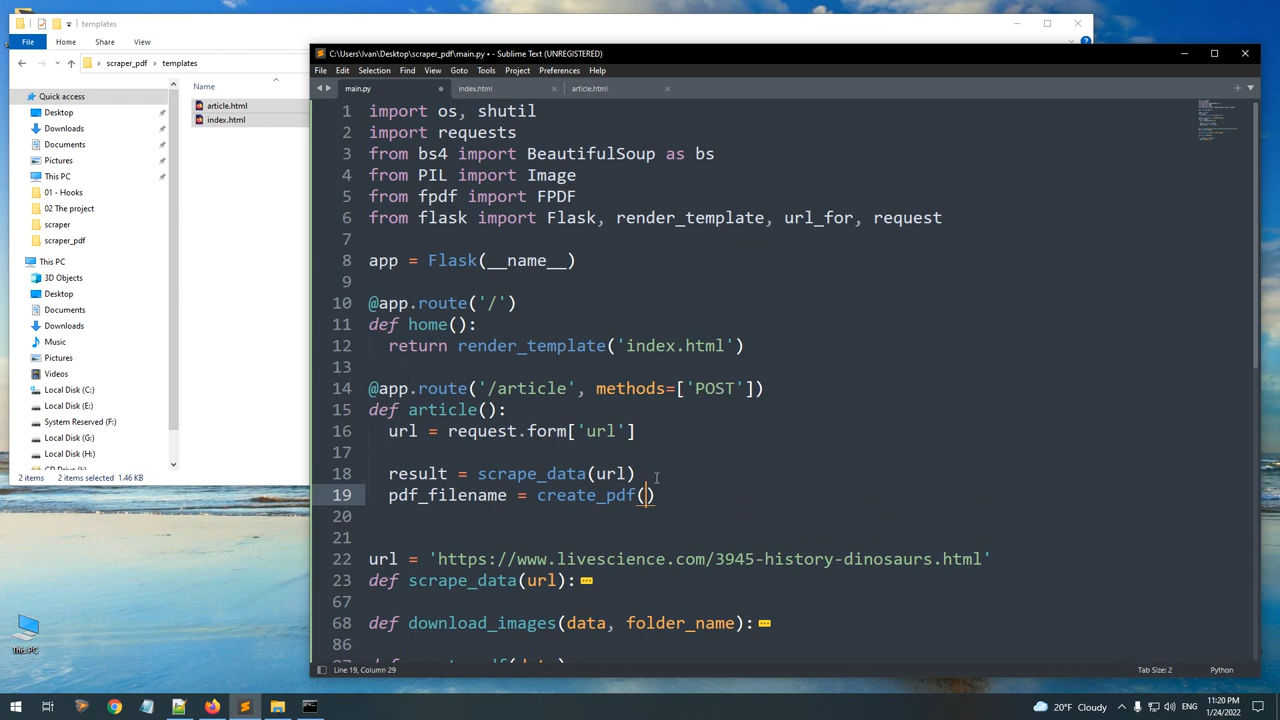 templates
File
Home
Share
View
scraper_pdf
templates
Name
Quick access
Desktop
Downloads
Documents
Pictures
This PC
01 - Hooks
02 The project
scraper
scraper_pdf
This PC
3D Objects
Desktop
Documents
Downloads
Music
Pictures
Videos
Local Disk (C:)
Local Disk (E:)
System Reserved (F:)
Local Disk (G:)
Local Disk (H:)
article.html
index.html
2 items
2 items selected 1.46 KB
C:\Users\Ivan\Desktop\scraper_pdf\main.py • - Sublime Text (UNREGISTERED)
File Edit Selection Find View Goto Tools Project Preferences Help
main.py
index.html
article.html
1 import os, shutil
2 import requests
3 from bs4 import BeautifulSoup as bs
4 from PIL import Image
5 from fpdf import FPDF
6 from flask import Flask, render_template, url_for, request
7
8 app = Flask(__name__)
9
10 @app.route('/')
11 def home():
12 return render_template('index.html')
13
14 @app.route('/article', methods=['POST'])
15 def article():
16 url = request.form['url']
17
18 result = scrape_data(url)
19 pdf_filename = create_pdf()
20
21
22 url = 'https://www.livescience.com/3945-history-dinosaurs.html'
23 def scrape_data(url):
67
68 def download_images(data, folder_name):
86
Line 19, Column 29
Tab Size: 2
Python
This PC
20°F Cloudy
ENG
11:20 PM
1/24/2022